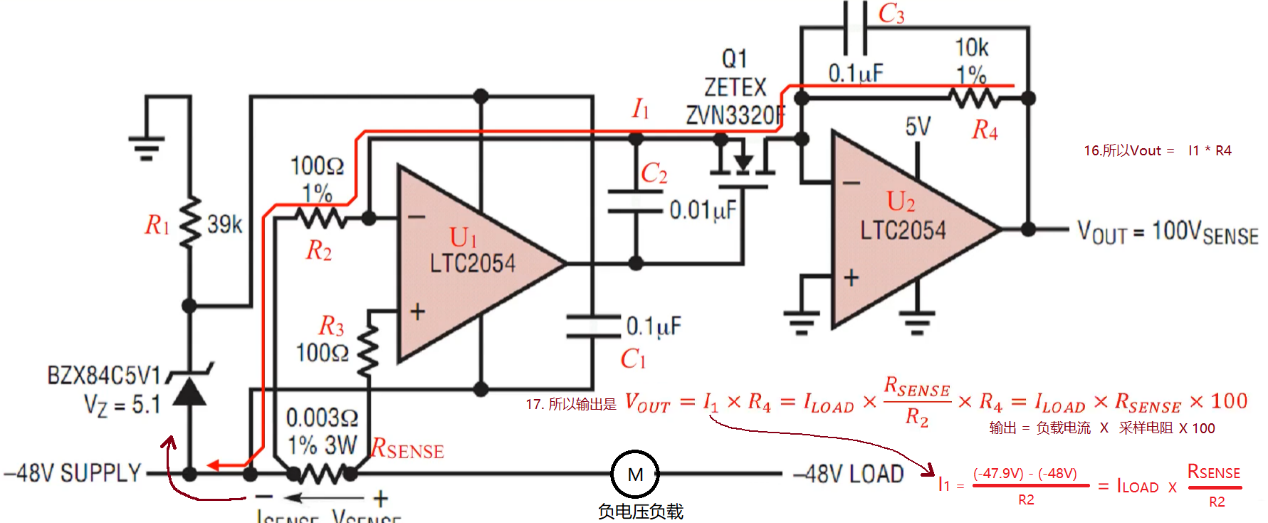 C3
0.1µF
10k
1%
R4
Q1
ZETEX
ZVN3320F
I1
100Ω
1%
R2
C2
0.01µF
5V
16.所以Vout = I1 * R4
R1
39k
−
U1
LTC2054
+
−
U2
LTC2054
+
VOUT = 100VSENSE
R3
100Ω
0.1µF
C1
BZX84C5V1
VZ = 5.1
0.003Ω
1% 3W
RSENSE
17. 所以输出是 VOUT = I1 × R4 = ILOAD × RSENSE/R2 × R4 = ILOAD × RSENSE × 100
输出 = 负载电流 X 采样电阻 X 100
–48V SUPPLY
M
–48V LOAD
负电压负载
I1 = (-47.9V) - (-48V)/R2 = ILOAD X RSENSE/R2
− +
ISENSE VSENSE